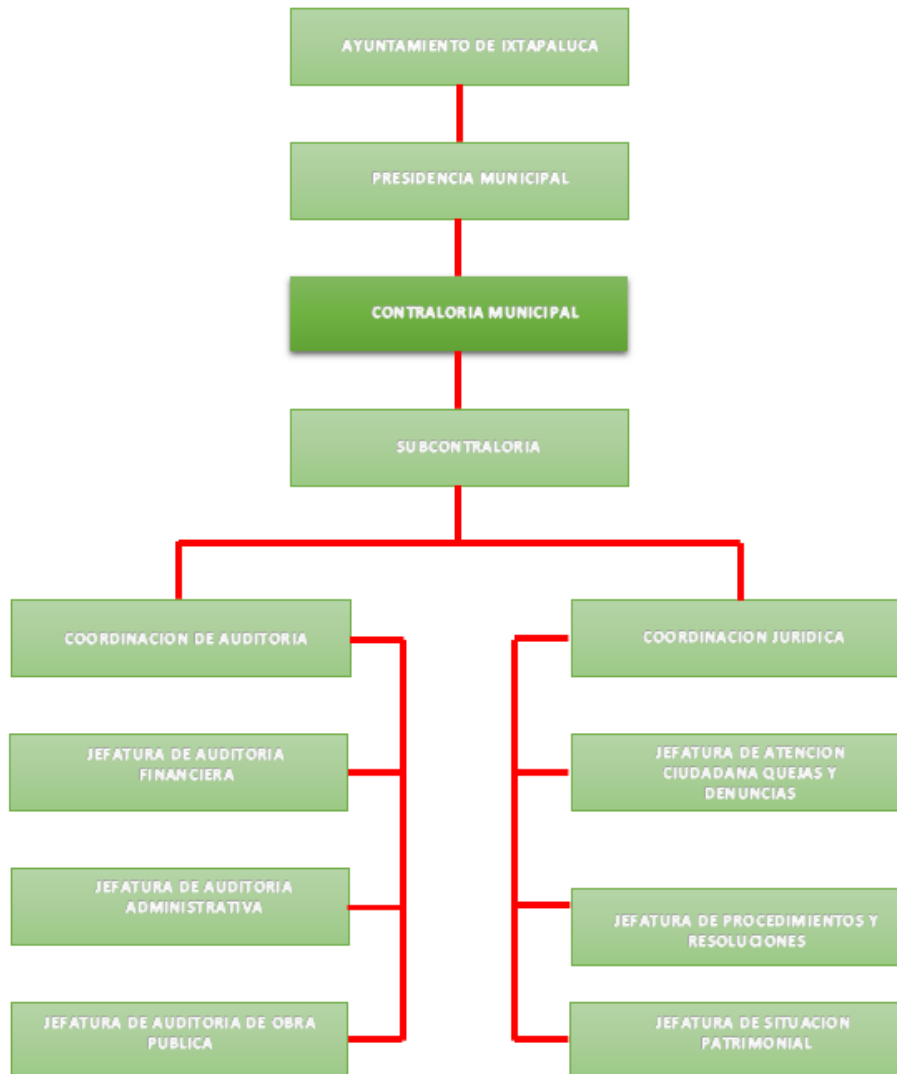 AYUNTAMIENTO DE IXTAPALUCA
PRESIDENCIA MUNICIPAL
CONTRALORIA MUNICIPAL
SUBCONTRALORIA
COORDINACION DE AUDITORIA
COORDINACION JURIDICA
JEFATURA DE AUDITORIA
FINANCIERA
JEFATURA DE ATENCION
CIUDADANA QUEJAS Y
DENUNCIAS
JEFATURA DE AUDITORIA
ADMINISTRATIVA
JEFATURA DE PROCEDIMIENTOS Y
RESOLUCIONES
JEFATURA DE AUDITORIA DE OBRA
PUBLICA
JEFATURA DE SITUACION
PATRIMONIAL